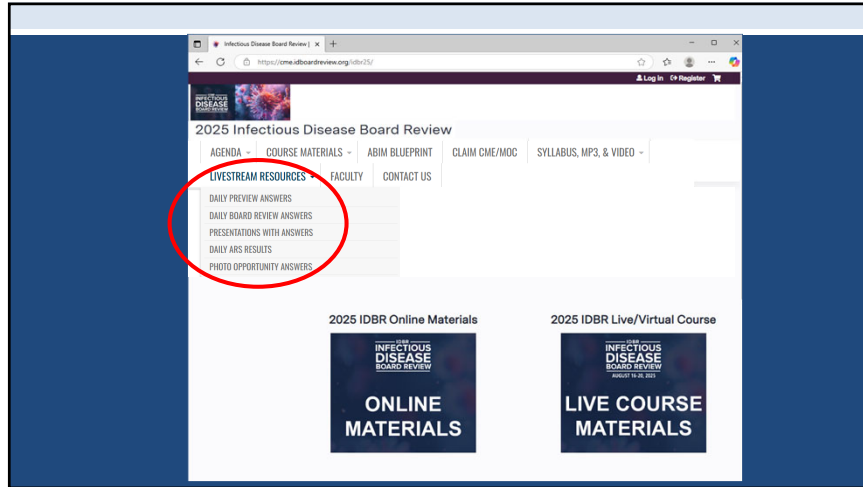 Infectious Disease Board Review |
https://cme.idboardreview.org/idbr25/
Log in Register
INFECTIOUS
DISEASE
BOARD REVIEW
2025 Infectious Disease Board Review
AGENDA COURSE MATERIALS ABIM BLUEPRINT CLAIM CME/MOC SYLLABUS, MP3, & VIDEO
LIVESTREAM RESOURCES FACULTY CONTACT US
DAILY PREVIEW ANSWERS
DAILY BOARD REVIEW ANSWERS
PRESENTATIONS WITH ANSWERS
DAILY ARS RESULTS
PHOTO OPPORTUNITY ANSWERS
2025 IDBR Online Materials
IDBR
INFECTIOUS
DISEASE
BOARD REVIEW
ONLINE
MATERIALS
2025 IDBR Live/Virtual Course
IDBR
INFECTIOUS
DISEASE
BOARD REVIEW
AUGUST 16-20, 2025
LIVE COURSE
MATERIALS